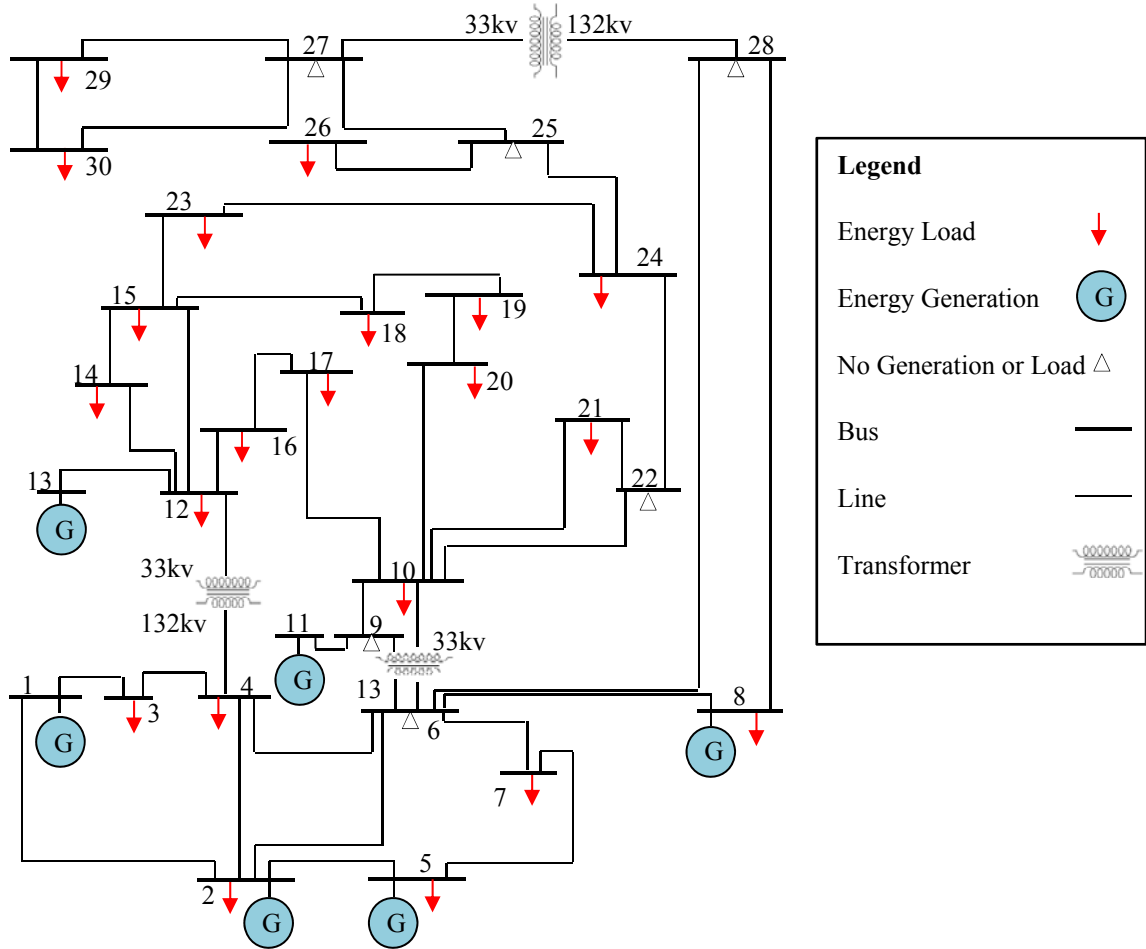 33kv 132kv
27 28
29
26 25
30
23
24
15
19
18
17
14
20
21
16
22
13
12
G
33kv
10
132kv
11 9
33kv
G
1 4 13 8
3 6
G G
7
5
2
G G
Legend
Energy Load
Energy Generation G
No Generation or Load
Bus
Line
Transformer